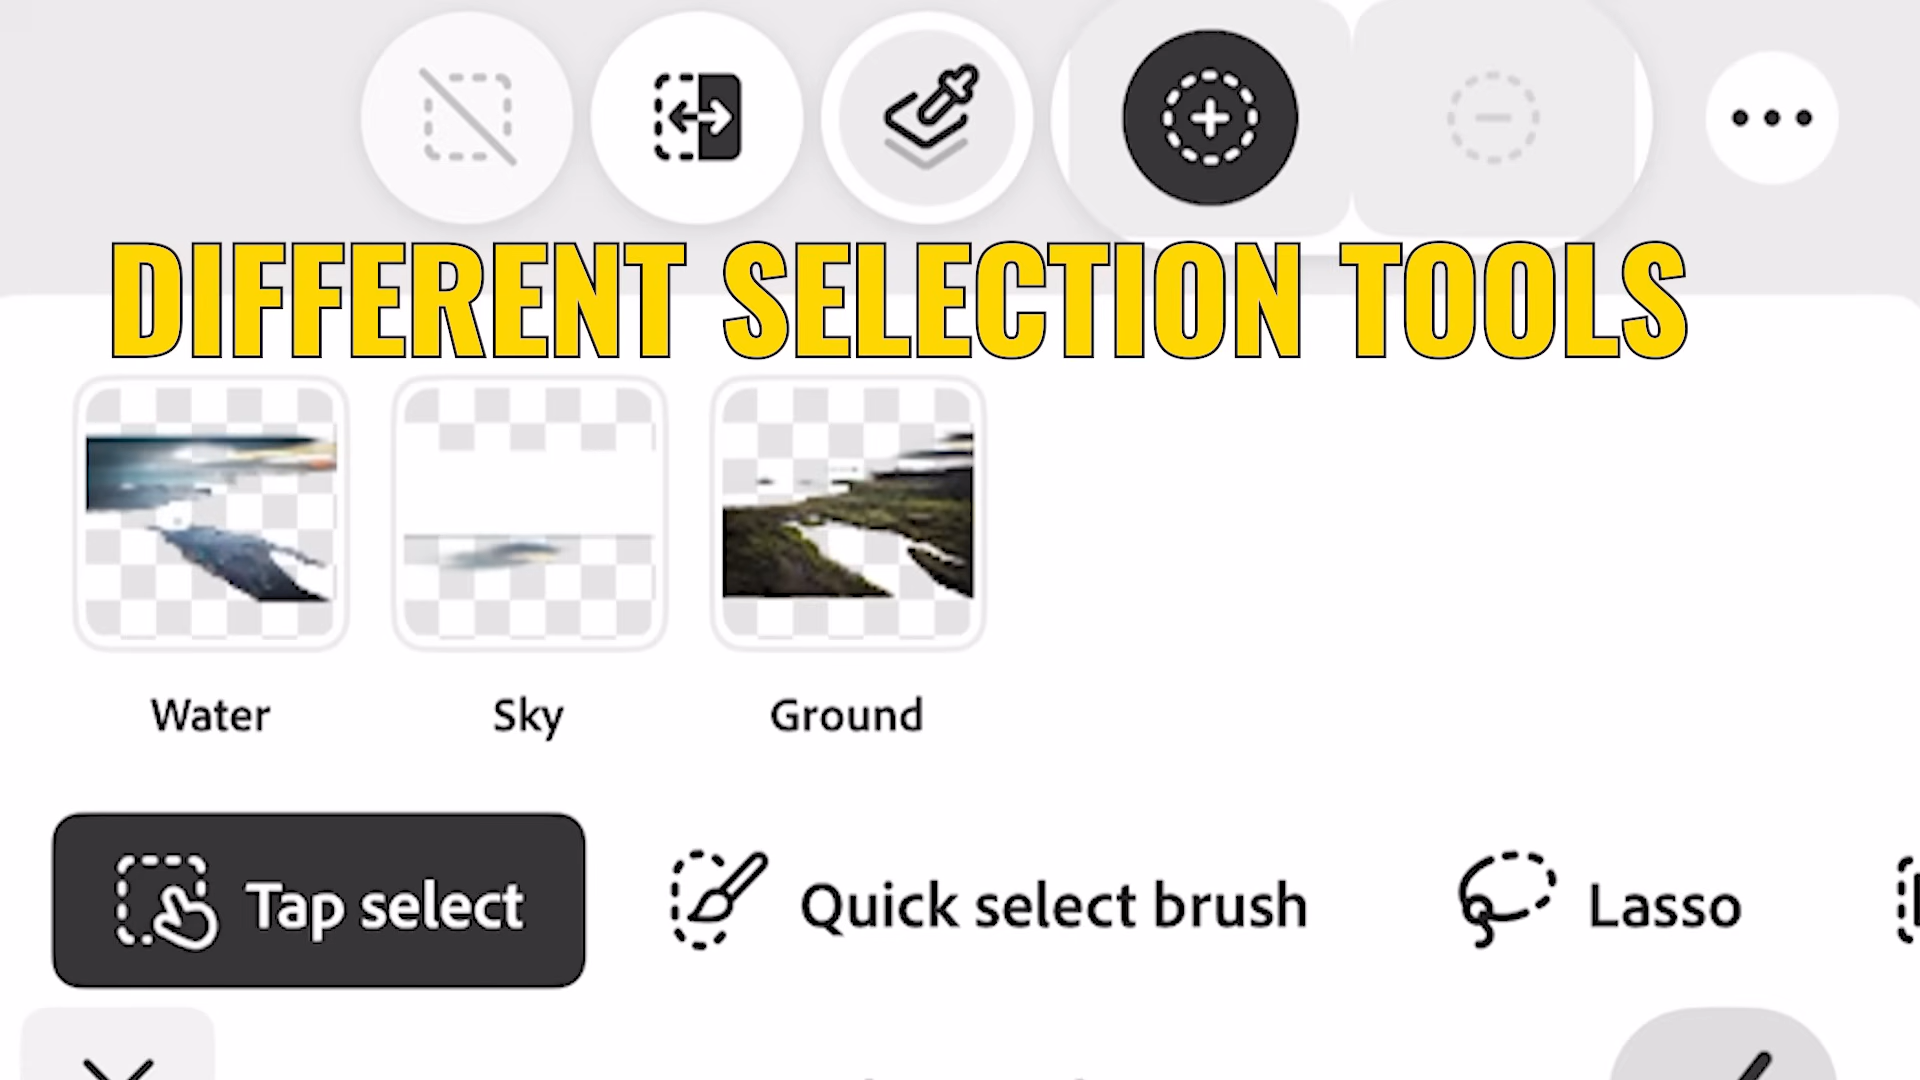 DIFFERENT SELECTION TOOLS
Water
Sky
Ground
Tap select
Quick select brush
Lasso